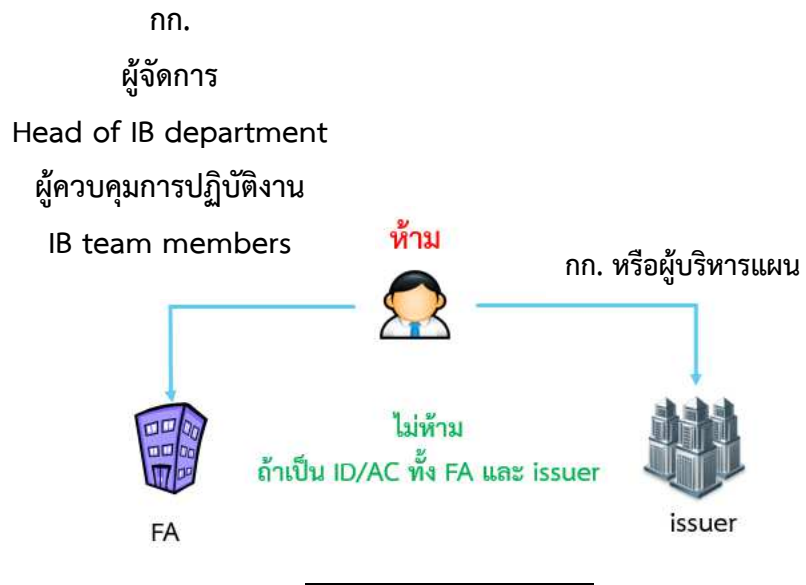 กก.
ผู้จัดการ
Head of IB department
ผู้ควบคุมการปฏิบัติงาน
IB team members
ห้าม
กก. หรือผู้บริหารแผน
ไม่ห้าม
ถ้าเป็น ID/AC ทั้ง FA และ issuer
FA
issuer